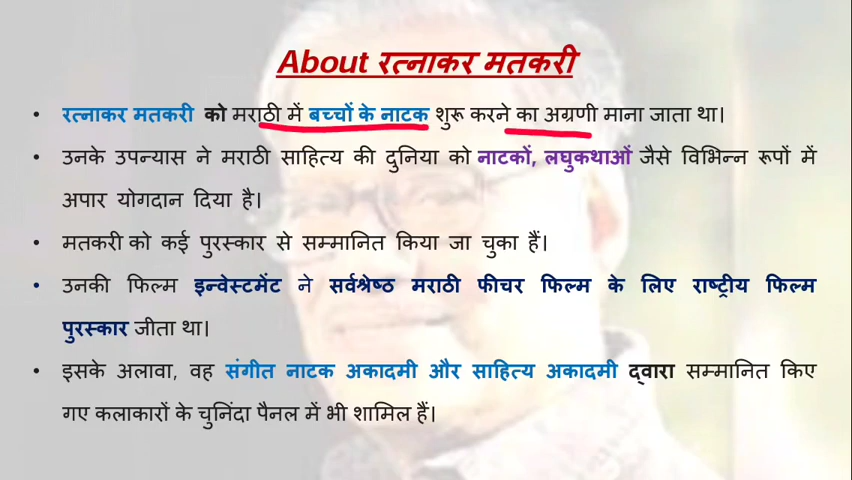 About रत्नाकर मतकरी
• रत्नाकर मतकरी को मराठी में बच्चों के नाटक शुरू करने का अग्रणी माना जाता था।
• उनके उपन्यास ने मराठी साहित्य की दुनिया को नाटकों, लघुकथाओं जैसे विभिन्न रूपों में
अपार योगदान दिया है।
• मतकरी को कई पुरस्कार से सम्मानित किया जा चुका हैं।
• उनकी फिल्म इन्वेस्टमेंट ने सर्वश्रेष्ठ मराठी फीचर फिल्म के लिए राष्ट्रीय फिल्म
पुरस्कार जीता था।
• इसके अलावा, वह संगीत नाटक अकादमी और साहित्य अकादमी द्वारा सम्मानित किए
गए कलाकारों के चुनिंदा पैनल में भी शामिल हैं।